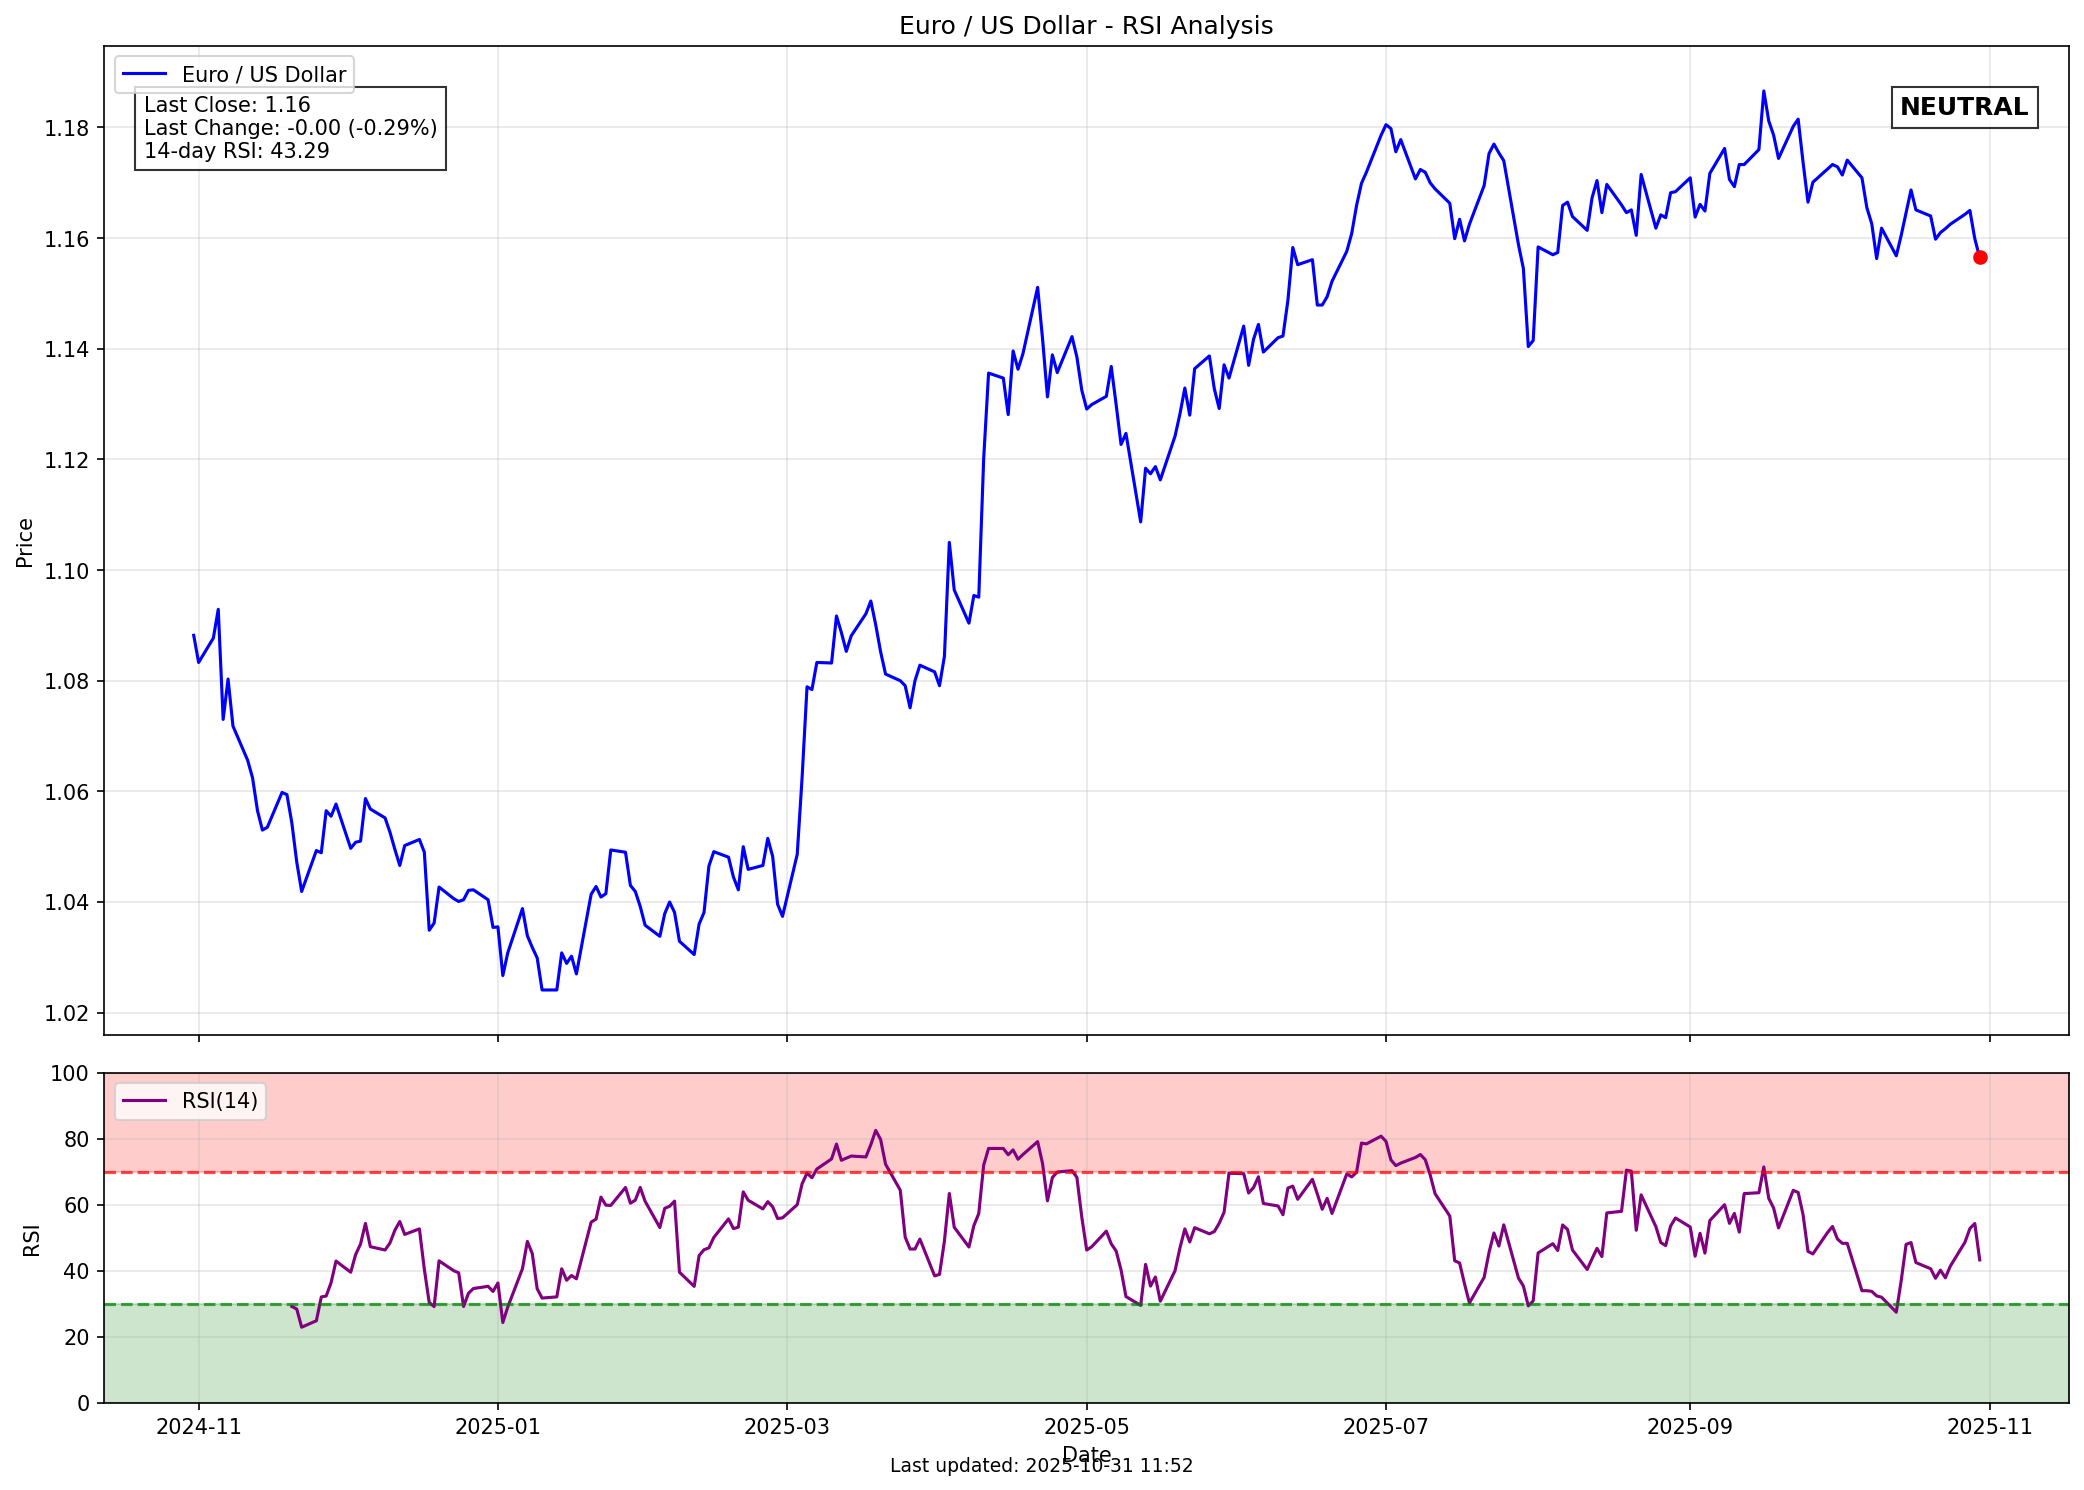 Euro / US Dollar - RSI Analysis
Euro / US Dollar
Last Close: 1.16
Last Change: -0.00 (-0.29%)
14-day RSI: 43.29
NEUTRAL
Price
1.18
1.16
1.14
1.12
1.10
1.08
1.06
1.04
1.02
RSI(14)
RSI
100
80
60
40
20
0
2024-11
2025-01
2025-03
2025-05
2025-07
2025-09
2025-11
Date
Last updated: 2025-10-31 11:52